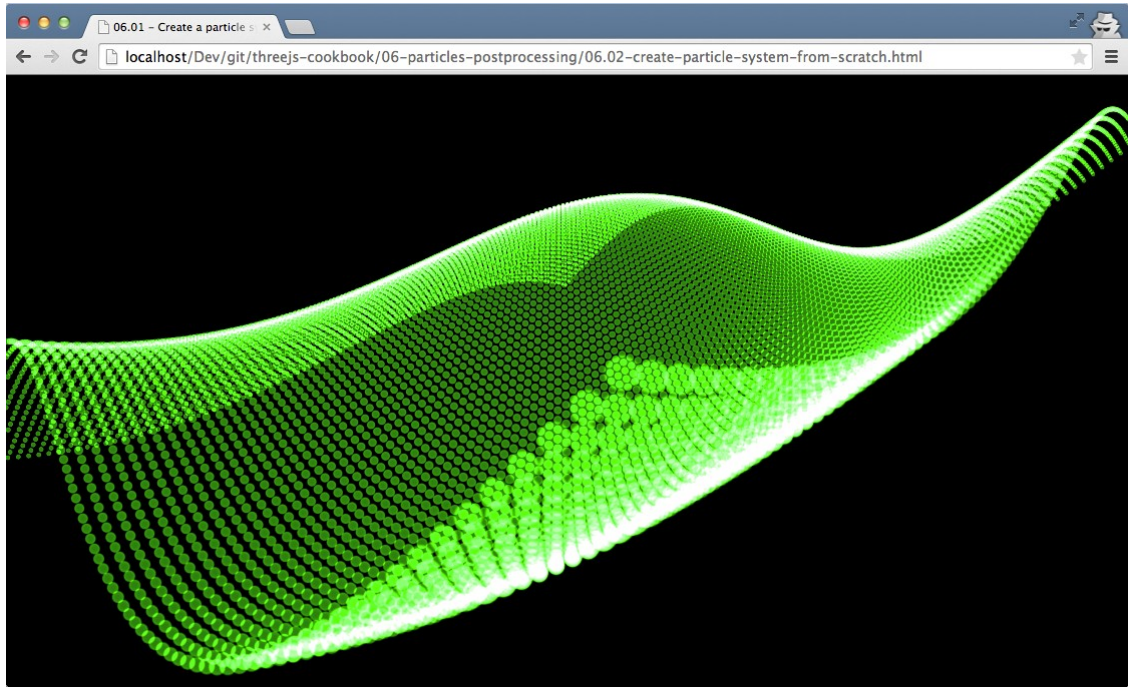 06.01 - Create a particle s
localhost/Dev/git/threejs-cookbook/06-particles-postprocessing/06.02-create-particle-system-from-scratch.html